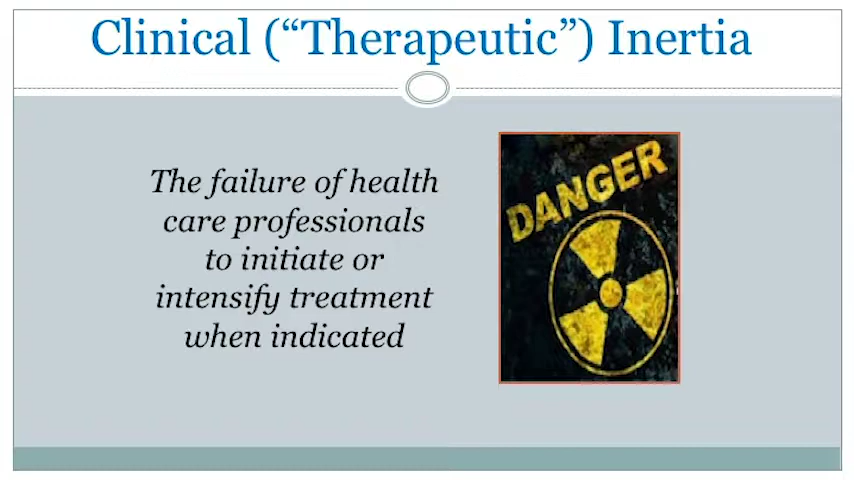 Clinical (“Therapeutic”) Inertia
The failure of health
care professionals
to initiate or
intensify treatment
when indicated
DANGER